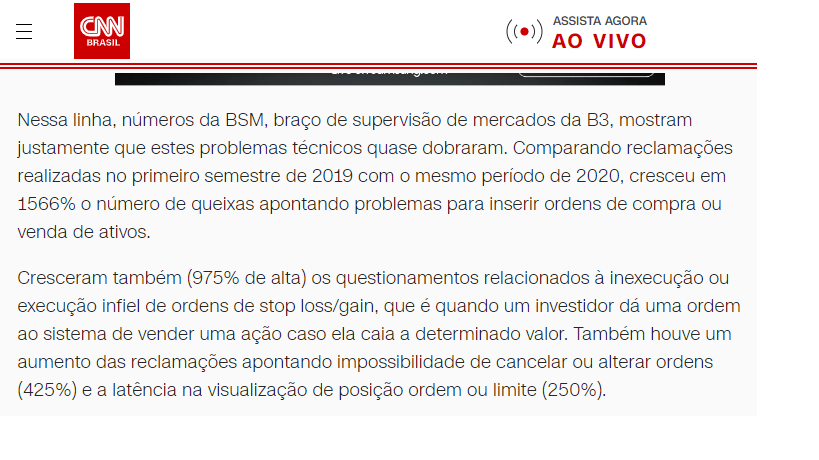 CNN
BRASIL
ASSISTA AGORA
AO VIVO
Nessa linha, números da BSM, braço de supervisão de mercados da B3, mostram
justamente que estes problemas técnicos quase dobraram. Comparando reclamações
realizadas no primeiro semestre de 2019 com o mesmo período de 2020, cresceu em
1566% o número de queixas apontando problemas para inserir ordens de compra ou
venda de ativos.
Cresceram também (975% de alta) os questionamentos relacionados à inexecução ou
execução infiel de ordens de stop loss/gain, que é quando um investidor dá uma ordem
ao sistema de vender uma ação caso ela caia a determinado valor. Também houve um
aumento das reclamações apontando impossibilidade de cancelar ou alterar ordens
(425%) e a latência na visualização de posição ordem ou limite (250%).